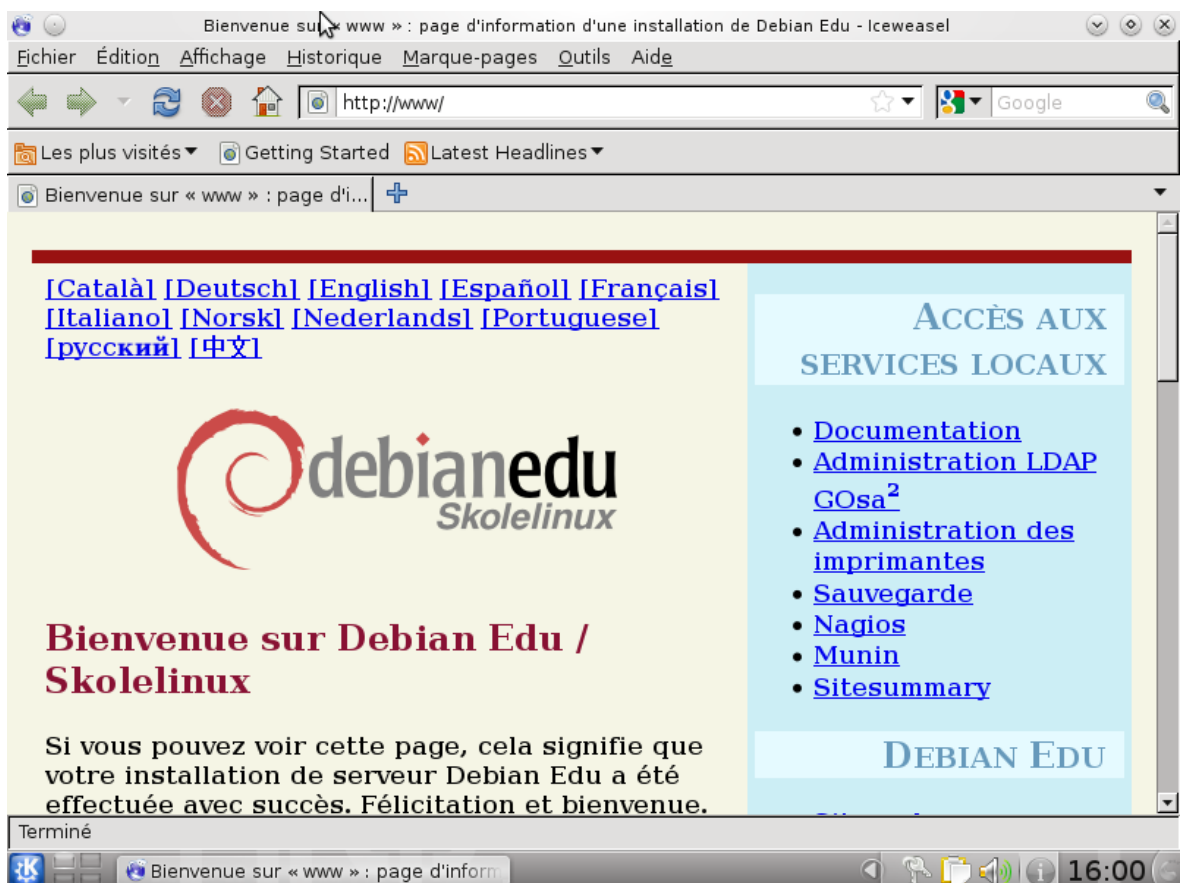 Bienvenue sur « www » : page d'information d'une installation de Debian Edu - Iceweasel
Fichier Édition Affichage Historique Marque-pages Outils Aide
http://www/
Google
Les plus visités Getting Started Latest Headlines
Bienvenue sur « www » : page d'i...
[Català] [Deutsch] [English] [Español] [Français]
[Italiano] [Norsk] [Nederlands] [Portuguese]
[русский] [中文]
debianedu
Skolelinux
Bienvenue sur Debian Edu /
Skolelinux
Si vous pouvez voir cette page, cela signifie que
votre installation de serveur Debian Edu a été
effectuée avec succès. Félicitation et bienvenue.
Accès aux
services locaux
Documentation
Administration LDAP
GOsa²
Administration des
imprimantes
Sauvegarde
Nagios
Munin
Sitesummary
Debian Edu
Terminé
Bienvenue sur « www » : page d'inform
16:00